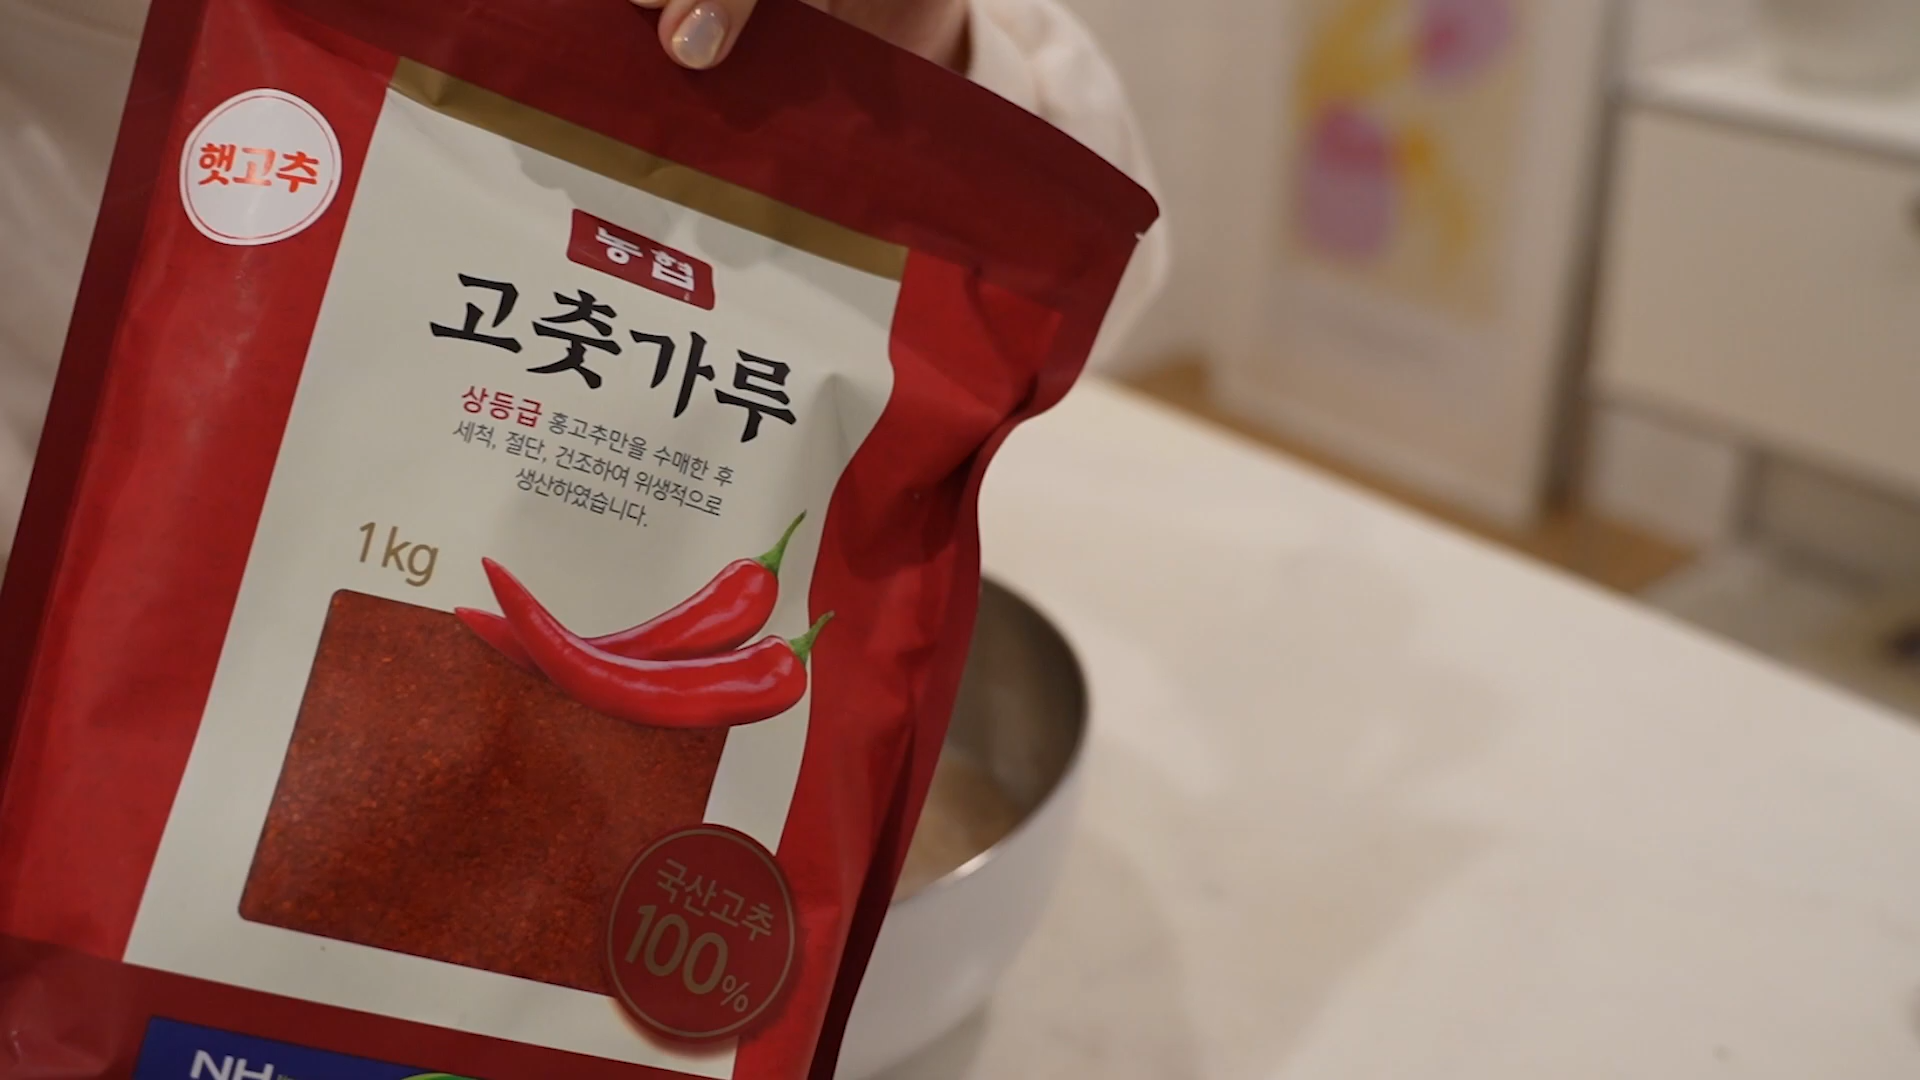 햇고추
농협
고춧가루
상등급 홍고추만을 수매한 후
세척, 절단, 건조하여 위생적으로
생산하였습니다.
1kg
국산고추
100%
NH